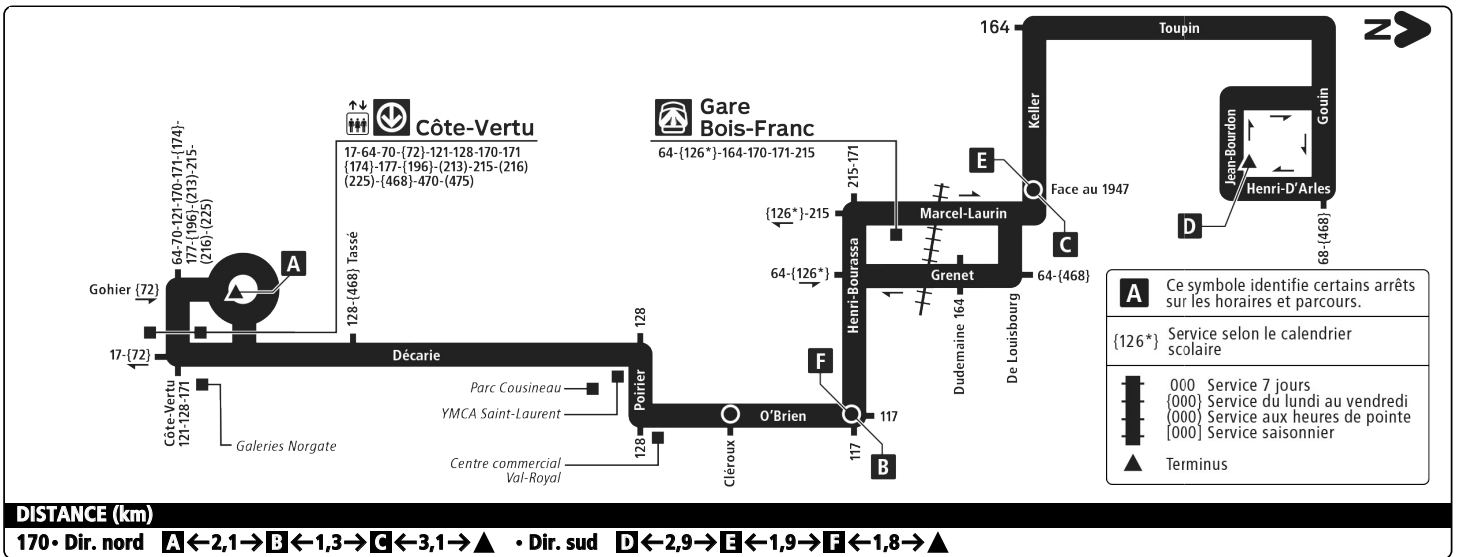 N
164
Toupin
Keller
Gouin
Jean-Bourdon
Henri-D'Arles
D
68-{468}
Côte-Vertu
17-64-70-{72}-121-128-170-171
{174}-177-{196}-(213)-215-(216)
(225)-{468}-470-(475)
Gare
Bois-Franc
64-{126*}-164-170-171-215
64-70-121-170-171-{174}-
177-{196}-(213)-215-
(216)-(225)
A
Gohier {72}
17-{72}
Côte-Vertu
121-128-171
Galeries Norgate
128-{468} Tassé
Décarie
128
Poirier
128
Parc Cousineau
YMCA Saint-Laurent
Centre commercial
Val-Royal
O'Brien
Cléroux
F
B
117
117
Henri-Bourassa
215-171
{126*}-215
64-{126*}
Marcel-Laurin
Grenet
Dudemaine 164
De Louisbourg
64-{468}
E
Face au 1947
C
A Ce symbole identifie certains arrêts
sur les horaires et parcours.
{126*} Service selon le calendrier
scolaire
000 Service 7 jours
{000} Service du lundi au vendredi
(000) Service aux heures de pointe
[000] Service saisonnier
▲ Terminus
DISTANCE (km)
170• Dir. nord A←2,1→B←1,3→C←3,1→▲ • Dir. sud D←2,9→E←1,9→F←1,8→▲